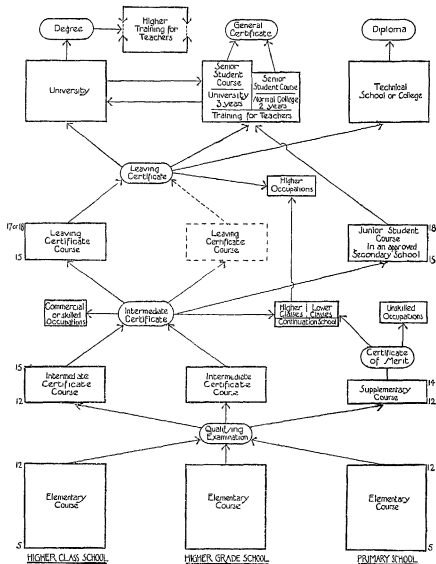 Degree
Higher
Training for
Teachers
General
Certificate
Diploma
University
Senior
Student
Course
University
3 years
Senior
Student Course
Normal College
2 years
Training for Teachers
Technical
School or College
Leaving
Certificate
Higher
Occupations
17 or 18
Leaving
Certificate
Course
15
Leaving
Certificate
Course
18
Junior Student
Course
In an approved
Secondary School
15
Commercial
or skilled
Occupations
Intermediate
Certificate
Higher Lower
Classes Classes
Continuation School
Unskilled
Occupations
Certificate
of Merit
15
Intermediate
Certificate
Course
12
Intermediate
Certificate
Course
14
Supplementary
Course
12
Qualifying
Examination
12
Elementary
Course
5
Elementary
Course
12
Elementary
Course
5
HIGHER CLASS SCHOOL
HIGHER GRADE SCHOOL
PRIMARY SCHOOL